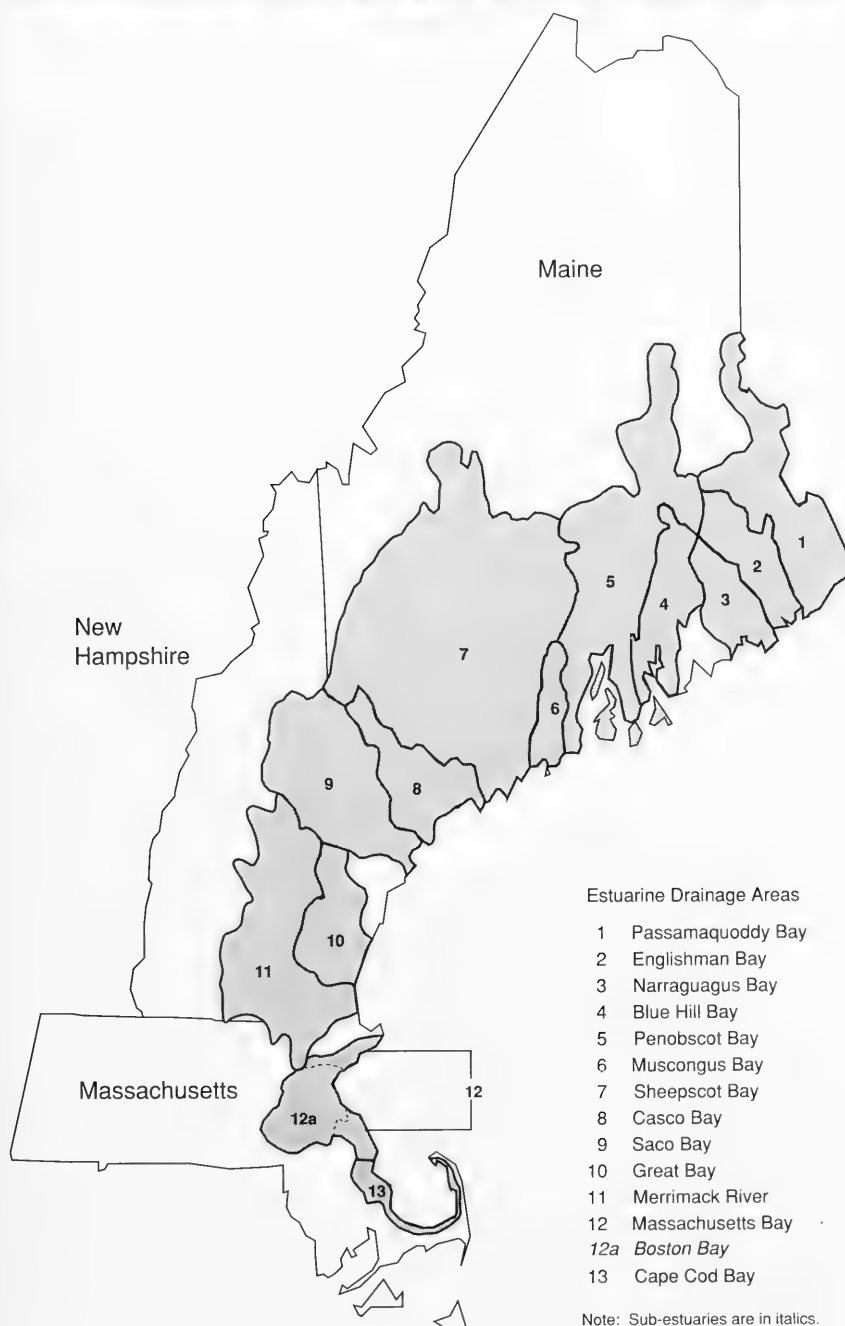 Maine
New
Hampshire
Massachusetts
1
2
3
4
5
6
7
8
9
10
11
12
12a
13
Estuarine Drainage Areas
1 Passamaquoddy Bay
2 Englishman Bay
3 Narraguagus Bay
4 Blue Hill Bay
5 Penobscot Bay
6 Muscongus Bay
7 Sheepscot Bay
8 Casco Bay
9 Saco Bay
10 Great Bay
11 Merrimack River
12 Massachusetts Bay
12a Boston Bay
13 Cape Cod Bay
Note: Sub-estuaries are in italics.